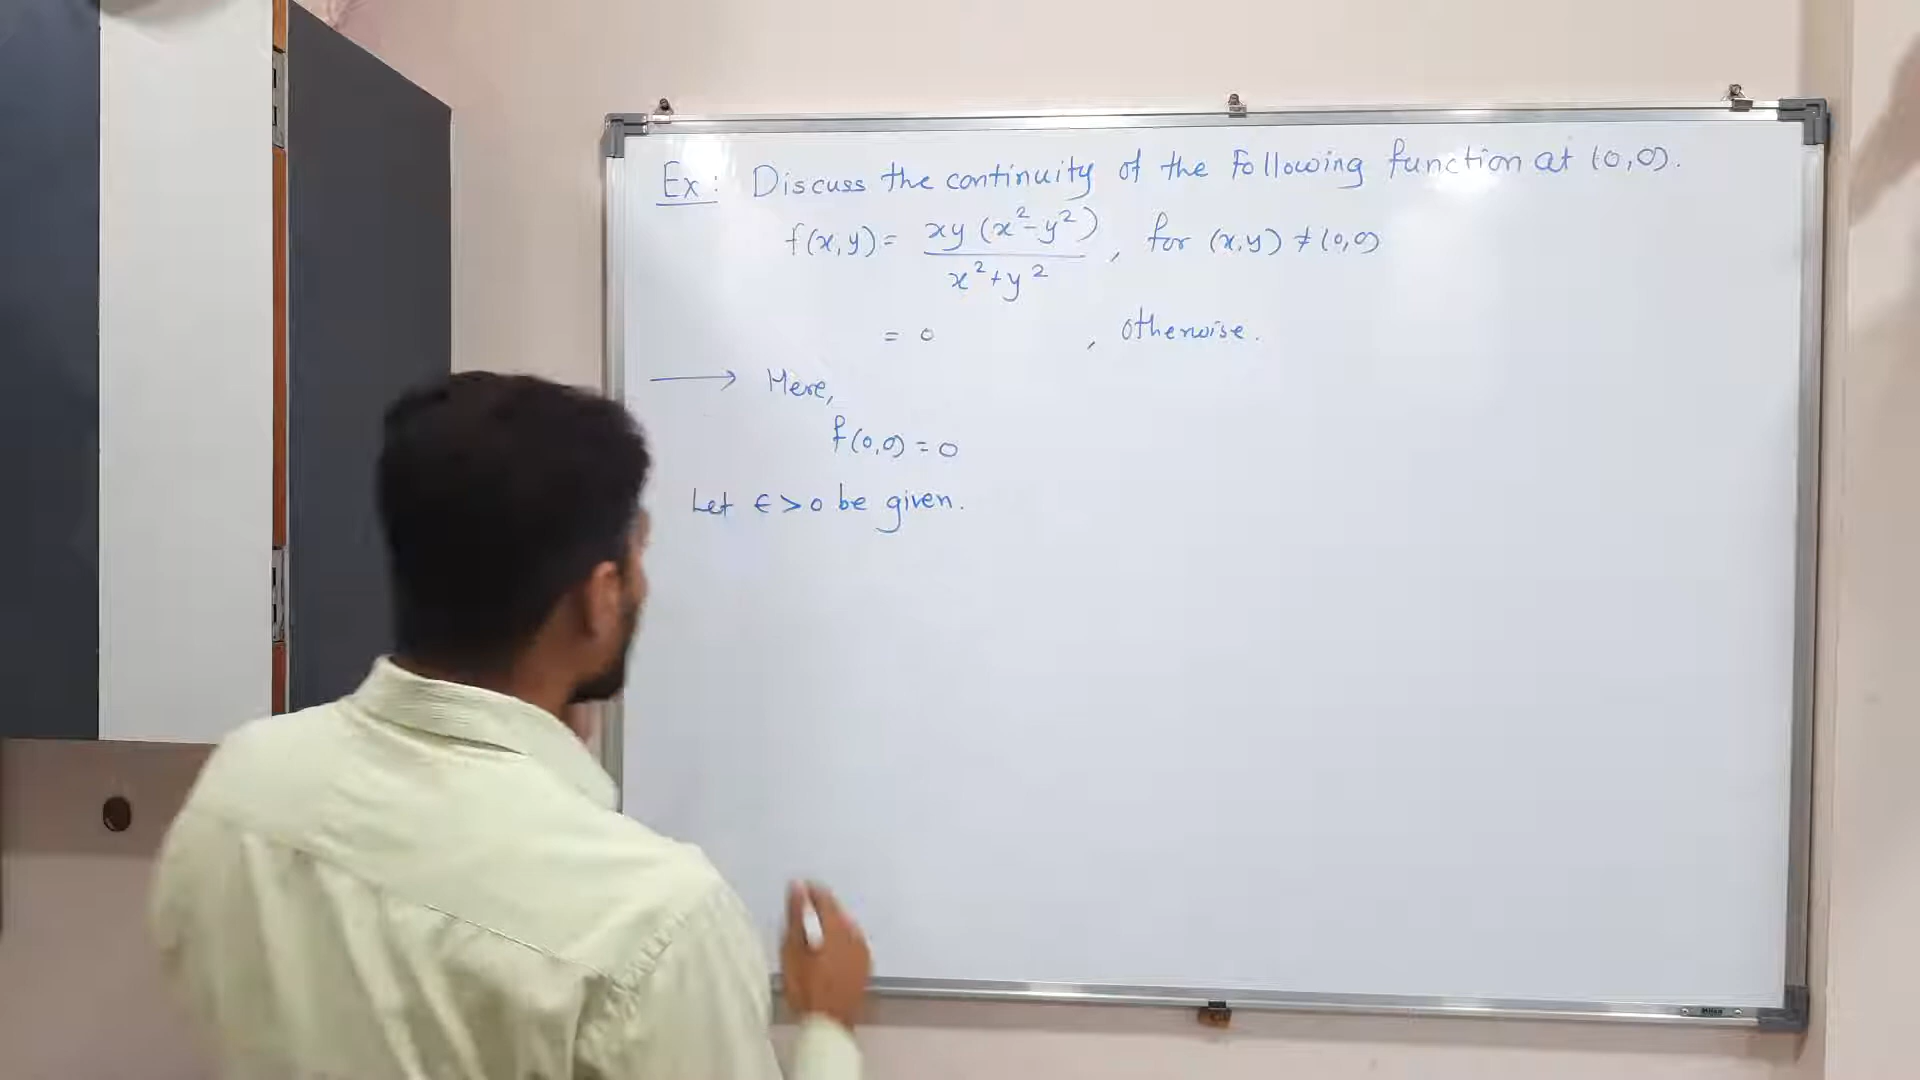 Ex: Discuss the continuity of the Following function at (0,0).
f(x,y) = xy (x²-y²) / x²+y² , for (x,y) ≠ (0,0)
= 0 , otherwise.
→ Here,
f(0,0) = 0
Let ε > 0 be given.